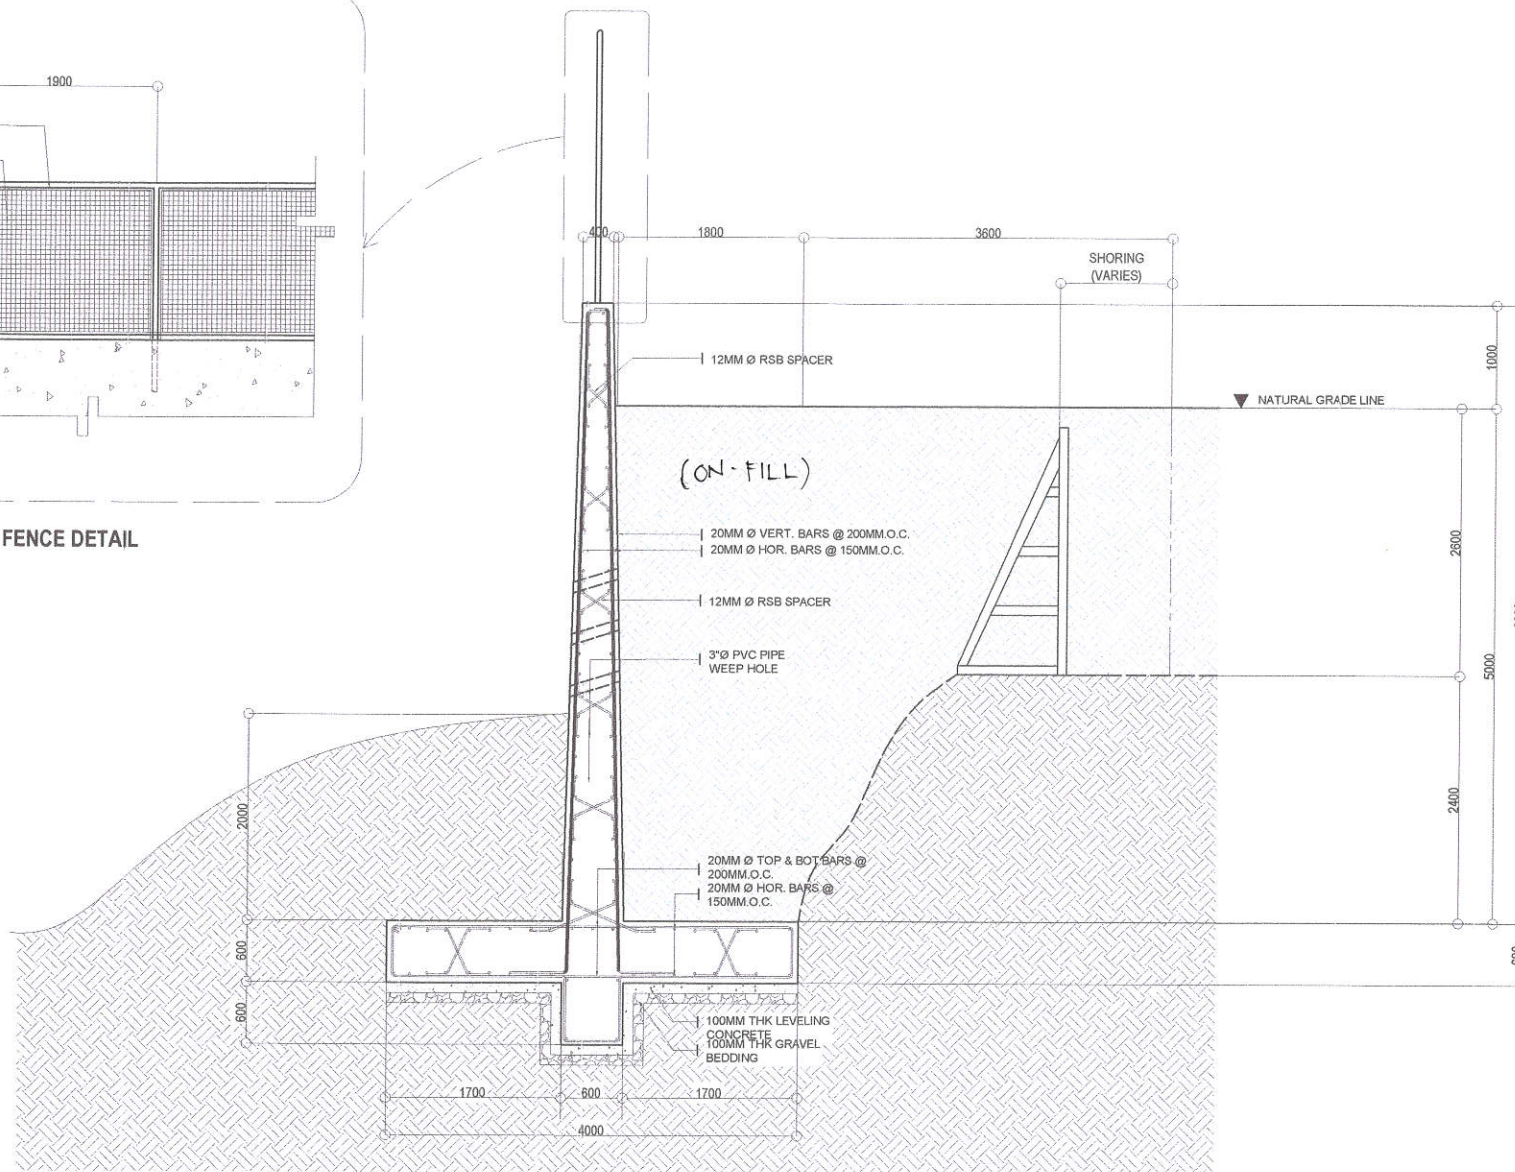 1900
FENCE DETAIL
400
1800
3600
SHORING
(VARIES)
12MM Ø RSB SPACER
1000
NATURAL GRADE LINE
(ON-FILL)
20MM Ø VERT. BARS @ 200MM.O.C.
20MM Ø HOR. BARS @ 150MM.O.C.
2600
12MM Ø RSB SPACER
3"Ø PVC PIPE
WEEP HOLE
5000
2000
2400
20MM Ø TOP & BOT BARS @
200MM.O.C.
20MM Ø HOR. BARS @
150MM.O.C.
600
600
100MM THK LEVELING
CONCRETE
100MM THK GRAVEL
BEDDING
1700
600
1700
4000